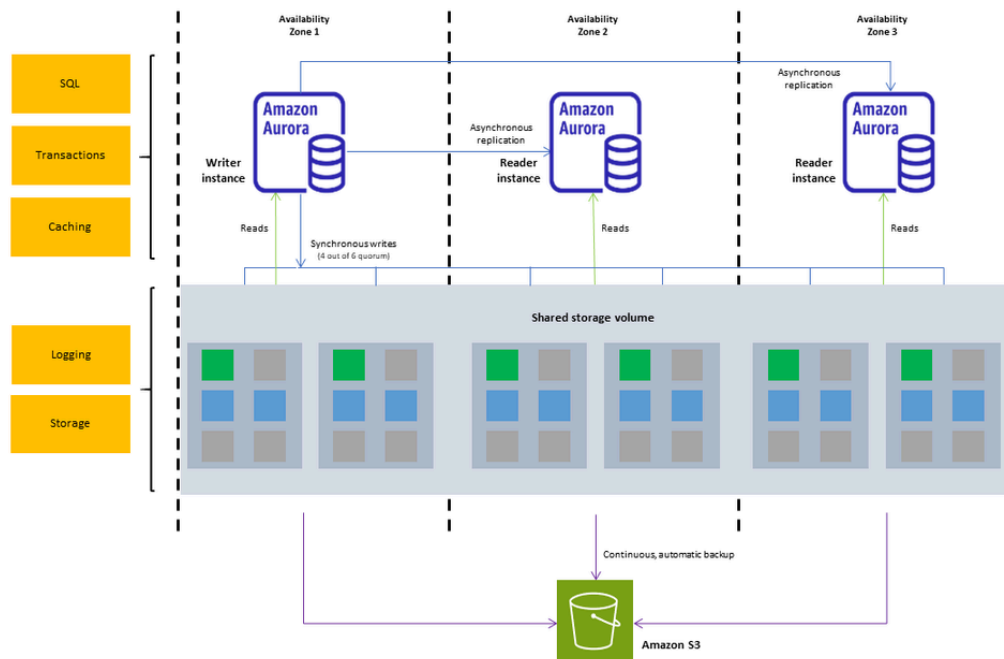 Availability
Zone 1
Availability
Zone 2
Availability
Zone 3
SQL
Transactions
Caching
Amazon
Aurora
Writer
instance
Asynchronous
replication
Amazon
Aurora
Reader
instance
Asynchronous
replication
Amazon
Aurora
Reader
instance
Reads
Synchronous writes
(4 out of 6 quorum)
Reads
Reads
Logging
Storage
Shared storage volume
Continuous, automatic backup
Amazon S3